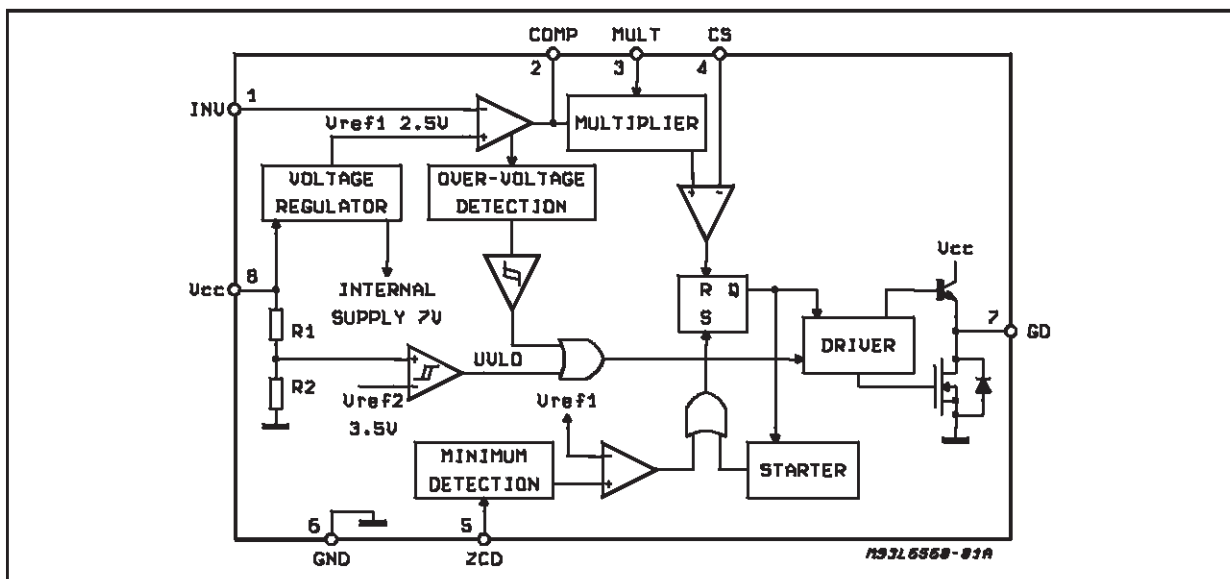 COMP MULT CS
2 3 4
INV 1
Vref1 2.5V
- +
MULTIPLIER
VOLTAGE
REGULATOR
OVER-VOLTAGE
DETECTION
+ -
Vcc
Vcc 8
INTERNAL
SUPPLY 7V
R Q
S
R1
DRIVER
7 GD
+
UVLO
R2
-
Vref2
3.5V
Vref1
MINIMUM
DETECTION
-
+
STARTER
6
GND
5
ZCD
M93L6560-01A